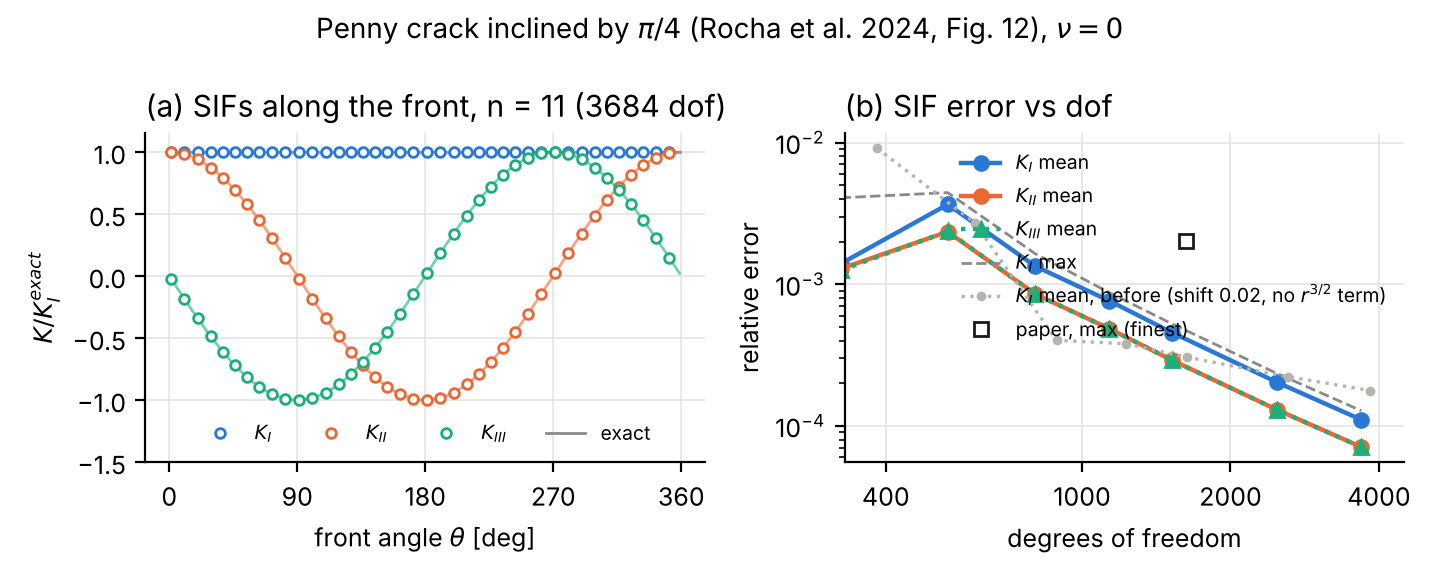 Penny crack inclined by π/4 (Rocha et al. 2024, Fig. 12), ν = 0
(a) SIFs along the front, n = 11 (3684 dof)
K/K_I^{exact}
1.0
0.5
0.0
−0.5
−1.0
−1.5
K_I
K_II
K_III
exact
0
90
180
270
360
front angle θ [deg]
(b) SIF error vs dof
relative error
10^{-2}
10^{-3}
10^{-4}
K_I mean
K_II mean
K_III mean
K_I max
K_I mean, before (shift 0.02, no r^{3/2} term)
paper, max (finest)
400
1000
2000
4000
degrees of freedom